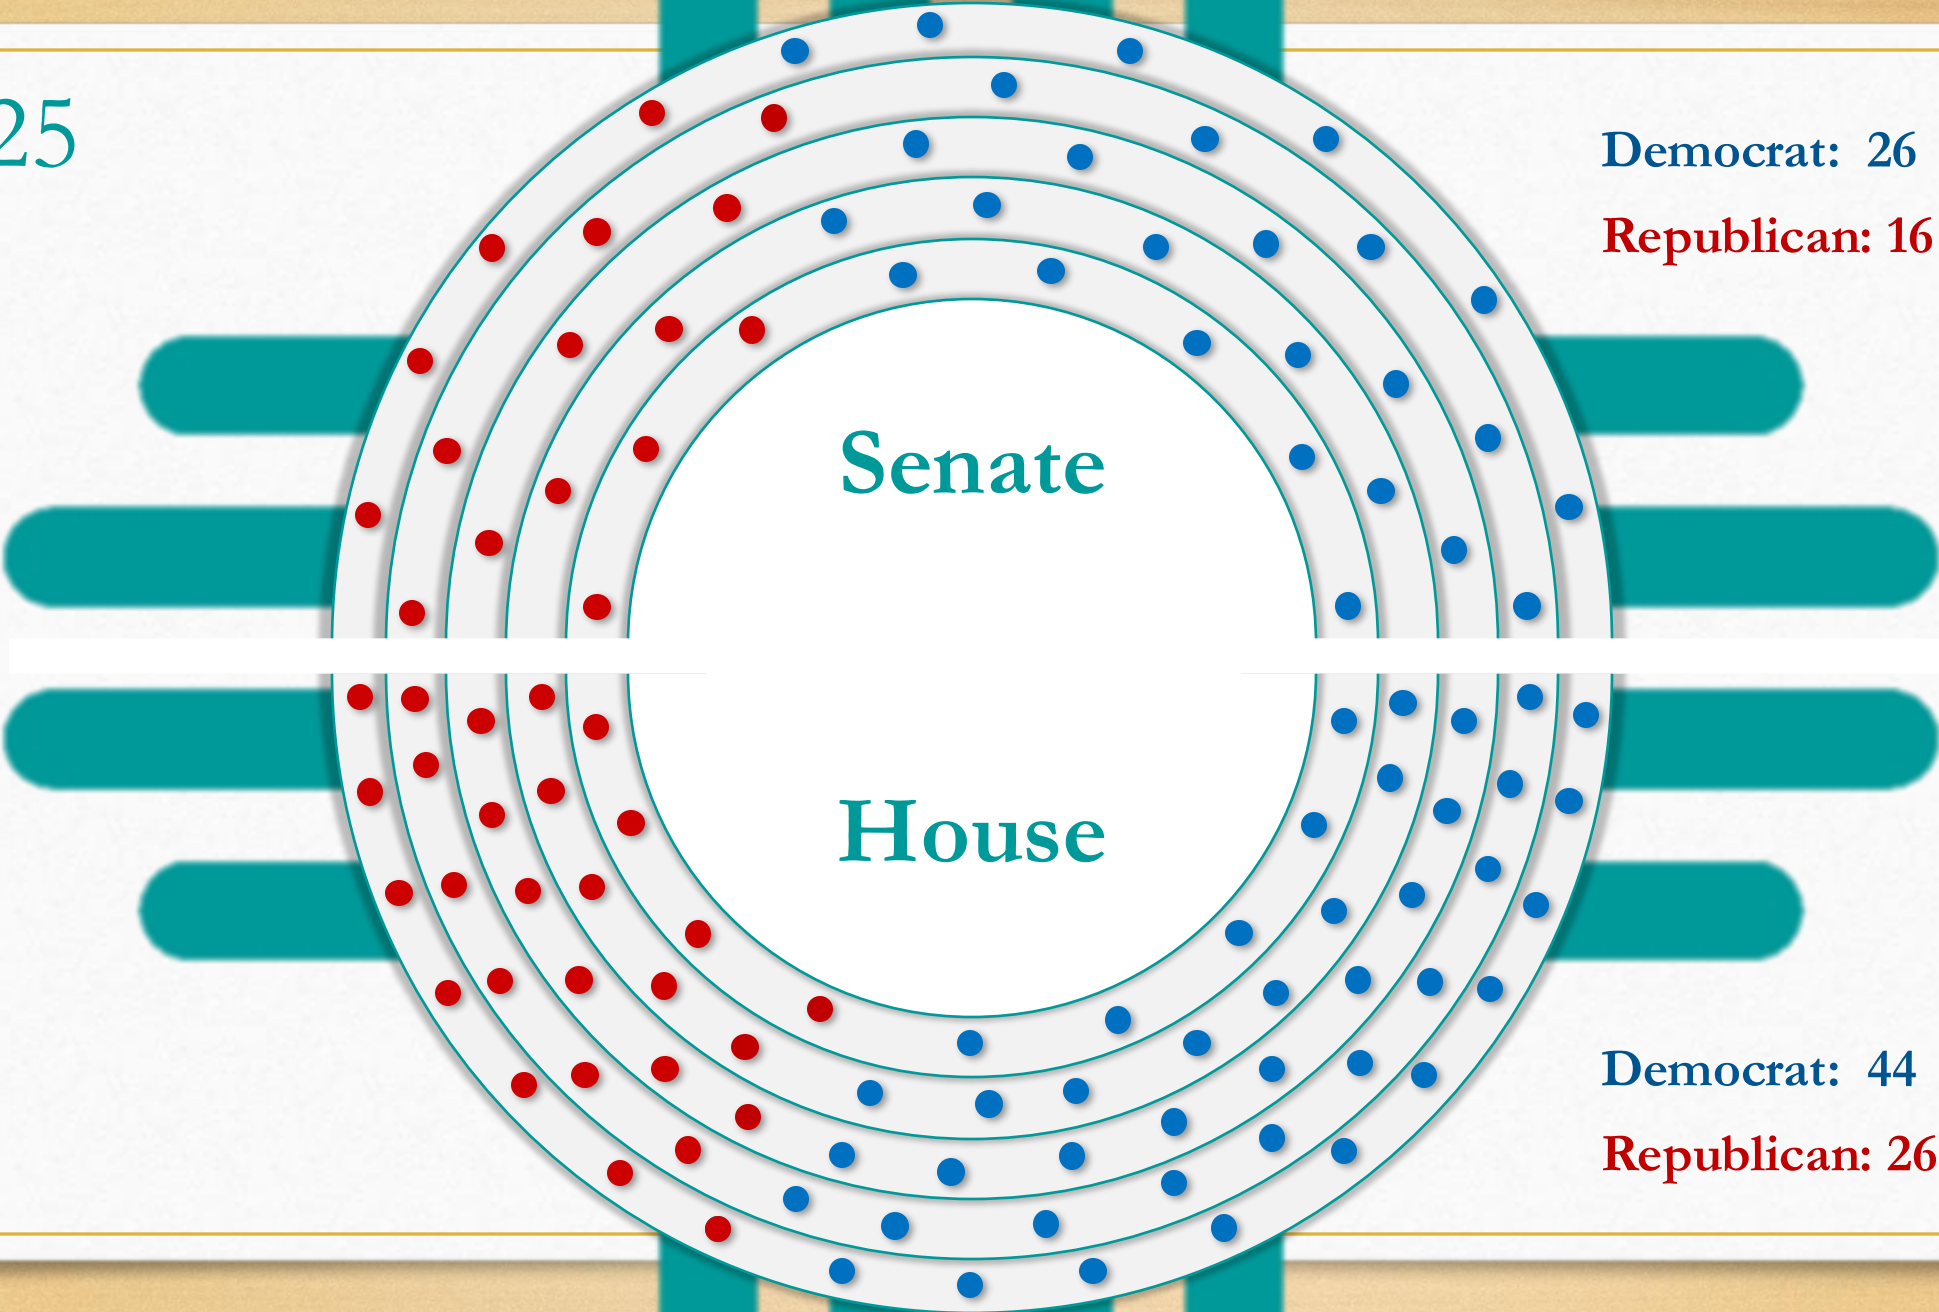 25
Democrat: 26
Republican: 16
Senate
House
Democrat: 44
Republican: 26